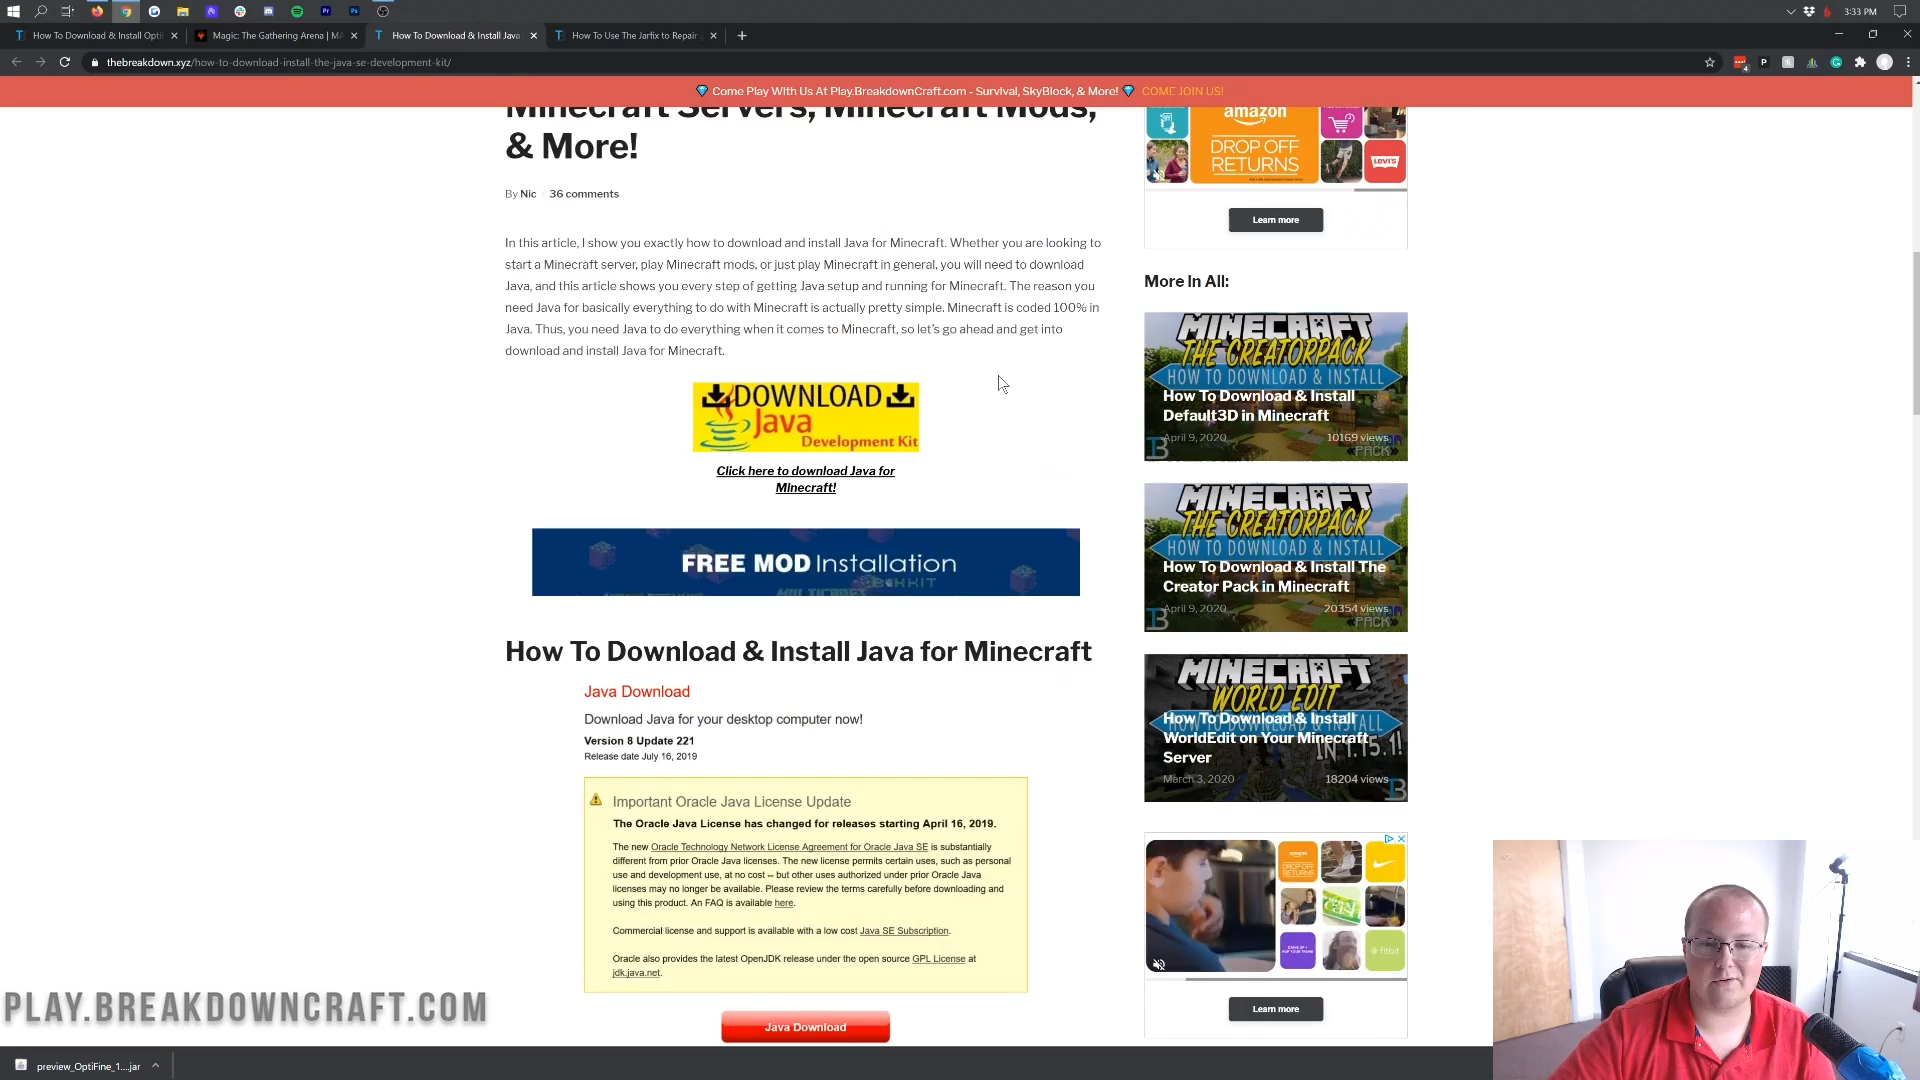 3:33 PM
How To Download & Install Opti
Magic: The Gathering Arena | MA
How To Download & Install Java
How To Use The Jarfix to Repair
thebreakdown.xyz/how-to-download-install-the-java-se-development-kit/
Come Play With Us At Play.BreakdownCraft.com - Survival, SkyBlock, & More! COME JOIN US!
Minecraft Servers, Minecraft Mods,
& More!
By Nic / 36 comments
In this article, I show you exactly how to download and install Java for Minecraft. Whether you are looking to
start a Minecraft server, play Minecraft mods, or just play Minecraft in general, you will need to download
Java, and this article shows you every step of getting Java setup and running for Minecraft. The reason you
need Java for basically everything to do with Minecraft is actually pretty simple. Minecraft is coded 100% in
Java. Thus, you need Java to do everything when it comes to Minecraft, so let's go ahead and get into
download and install Java for Minecraft.
DOWNLOAD
Java
Development Kit
Click here to download Java for
Minecraft!
FREE MOD Installation
How To Download & Install Java for Minecraft
Java Download
Download Java for your desktop computer now!
Version 8 Update 221
Release date July 16, 2019
Important Oracle Java License Update
The Oracle Java License has changed for releases starting April 16, 2019.
The new Oracle Technology Network License Agreement for Oracle Java SE is substantially
different from prior Oracle Java licenses. The new license permits certain uses, such as personal
use and development use, at no cost -- but other uses authorized under prior Oracle Java
licenses may no longer be available. Please review the terms carefully before downloading and
using this product. An FAQ is available here.
Commercial license and support is available with a low cost Java SE Subscription.
Oracle also provides the latest OpenJDK release under the open source GPL License at
jdk.java.net.
Java Download
amazon
DROP OFF
RETURNS
LEVI'S
Learn more
More In All:
MINECRAFT
THE CREATORPACK
HOW TO DOWNLOAD & INSTALL
How To Download & Install
Default3D in Minecraft
April 9, 2020
10169 views
PACK
MINECRAFT
THE CREATORPACK
HOW TO DOWNLOAD & INSTALL
How To Download & Install The
Creator Pack in Minecraft
April 9, 2020
20354 views
PACK
MINECRAFT
WORLD EDIT
HOW TO DOWNLOAD & INSTALL
How To Download & Install
WorldEdit on Your Minecraft
Server
IN 1.15.1!
March 3, 2020
18204 views
fitbit
Learn more
PLAY.BREAKDOWNCRAFT.COM
preview_OptiFine_1....jar